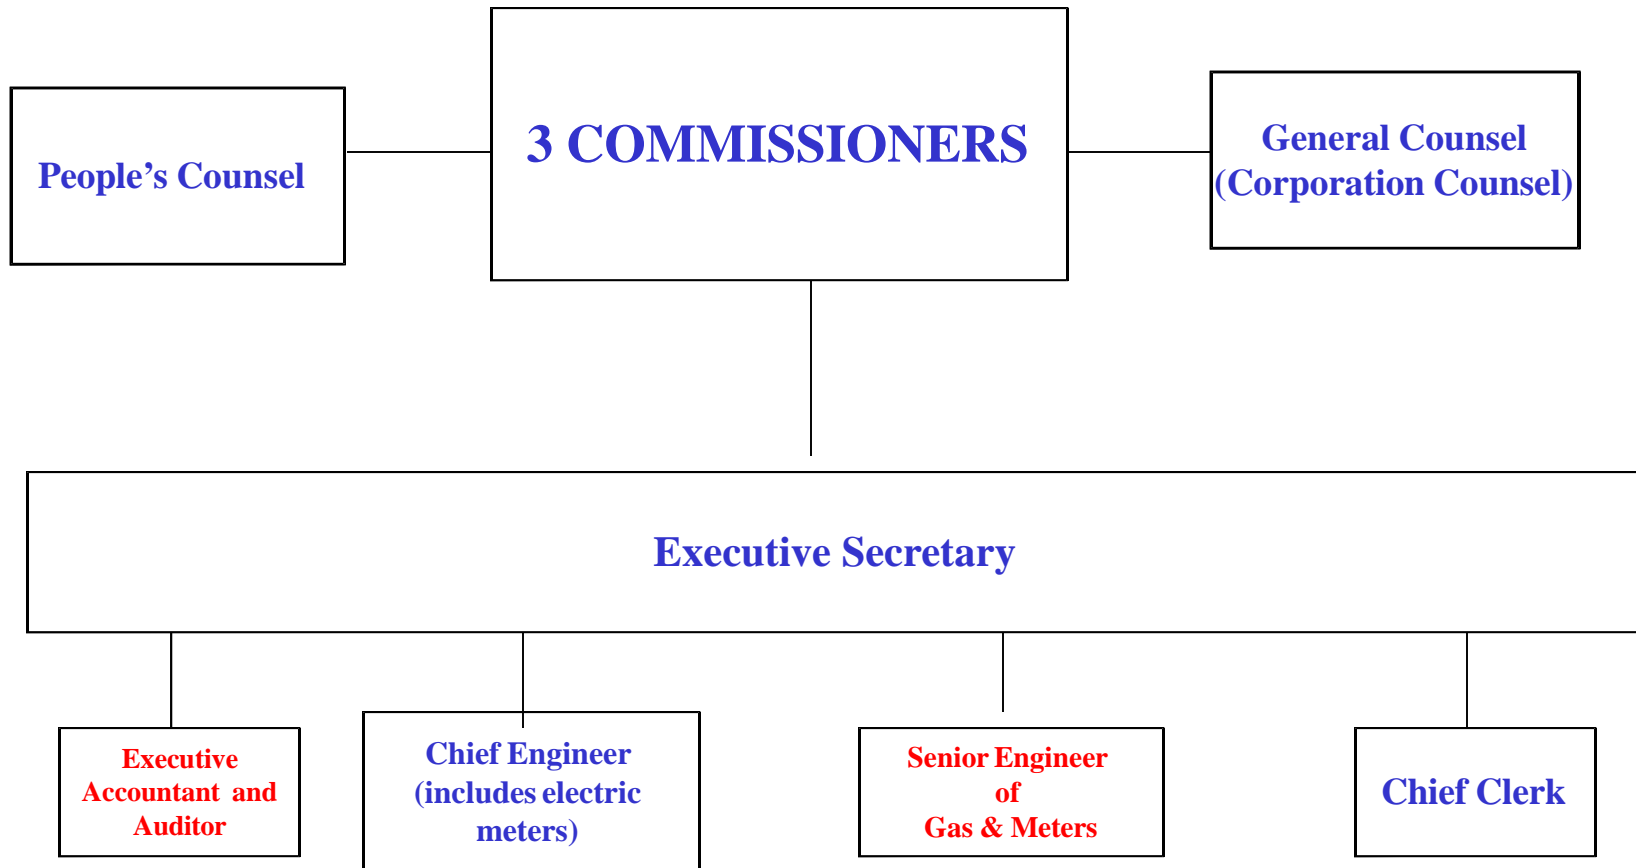 3 COMMISSIONERS
People’s Counsel
General Counsel
(Corporation Counsel)
Executive Secretary
Executive
Accountant and
Auditor
Chief Engineer
(includes electric
meters)
Senior Engineer
of
Gas & Meters
Chief Clerk